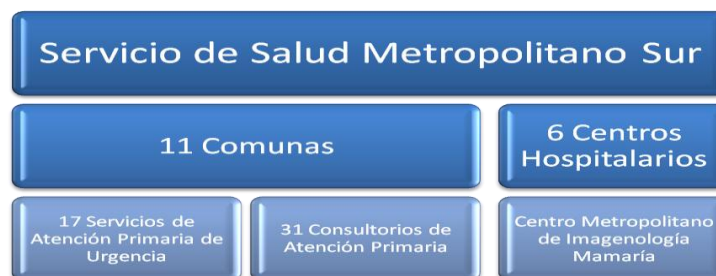 Servicio de Salud Metropolitano Sur
11 Comunas
6 Centros
Hospitalarios
17 Servicios de
Atención Primaria de
Urgencia
31 Consultorios de
Atención Primaria
Centro Metropolitano
de Imagenología
Mamaría